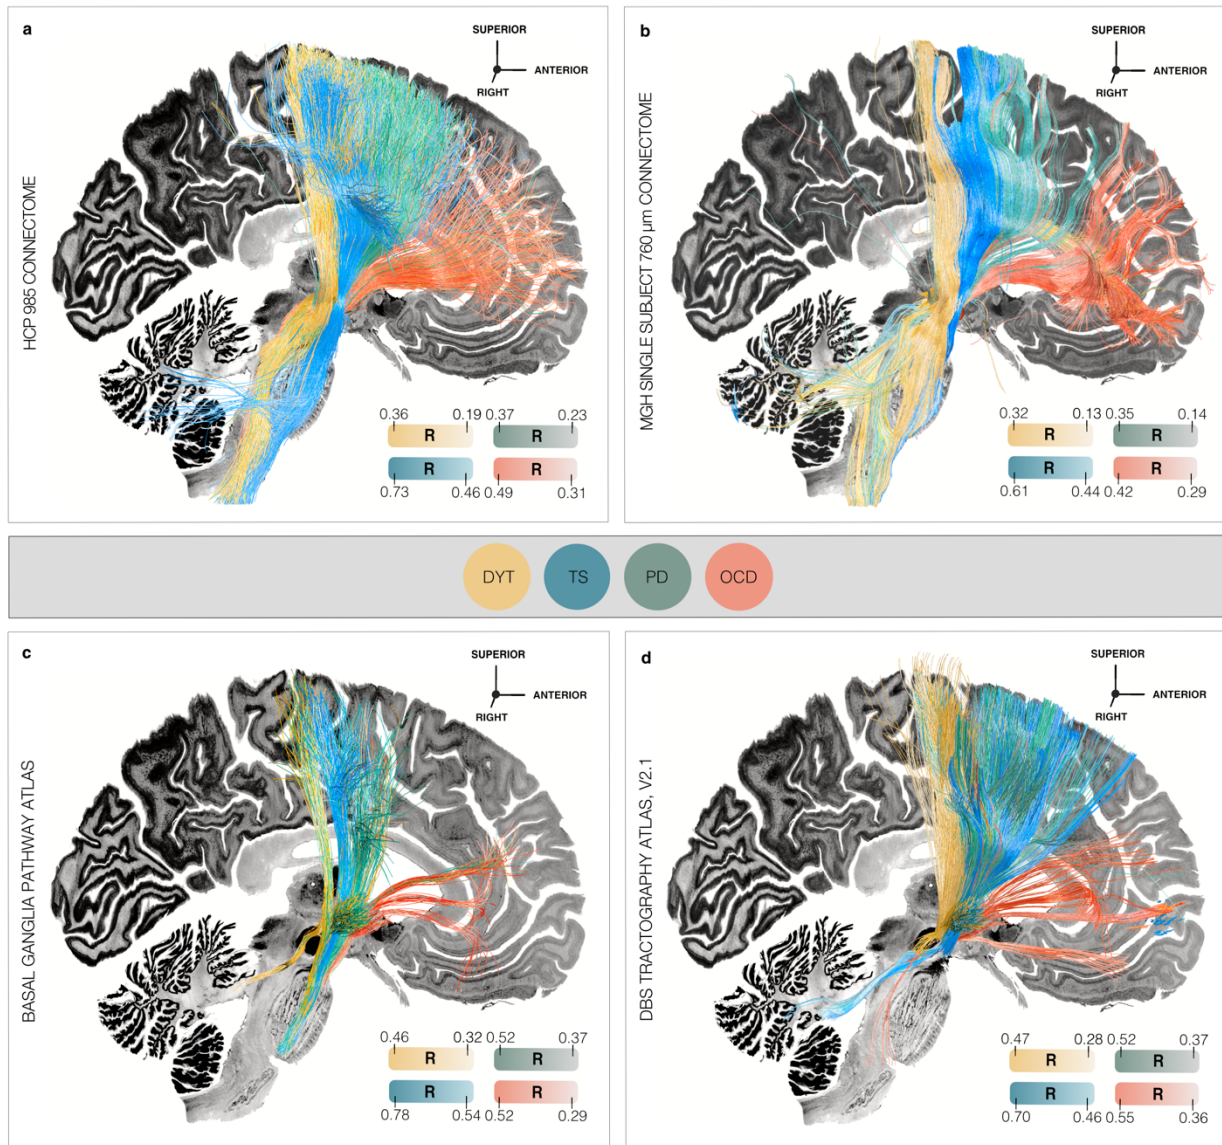 a
SUPERIOR
ANTERIOR
RIGHT
HCP 985 CONNECTOME
0.36 0.19 0.37 0.23
R R
R R
0.73 0.46 0.49 0.31
b
SUPERIOR
ANTERIOR
RIGHT
MGH SINGLE SUBJECT 760 µm CONNECTOME
0.32 0.13 0.35 0.14
R R
R R
0.61 0.44 0.42 0.29
DYT TS PD OCD
c
SUPERIOR
ANTERIOR
RIGHT
BASAL GANGLIA PATHWAY ATLAS
0.46 0.32 0.52 0.37
R R
R R
0.78 0.54 0.52 0.29
d
SUPERIOR
ANTERIOR
RIGHT
DBS TRACTOGRAPHY ATLAS, V2.1
0.47 0.28 0.52 0.37
R R
R R
0.70 0.46 0.55 0.36